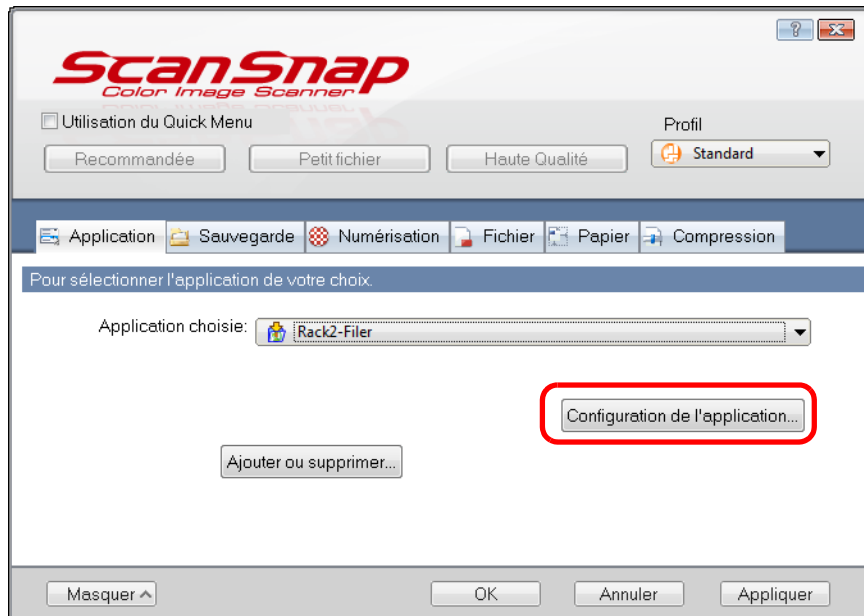 ScanSnap
Color Image Scanner
Utilisation du Quick Menu
Profil
Recommandée Petit fichier Haute Qualité Standard
Application Sauvegarde Numérisation Fichier Papier Compression
Pour sélectionner l'application de votre choix.
Application choisie: Rack2-Filer
Configuration de l'application...
Ajouter ou supprimer...
Masquer OK Annuler Appliquer